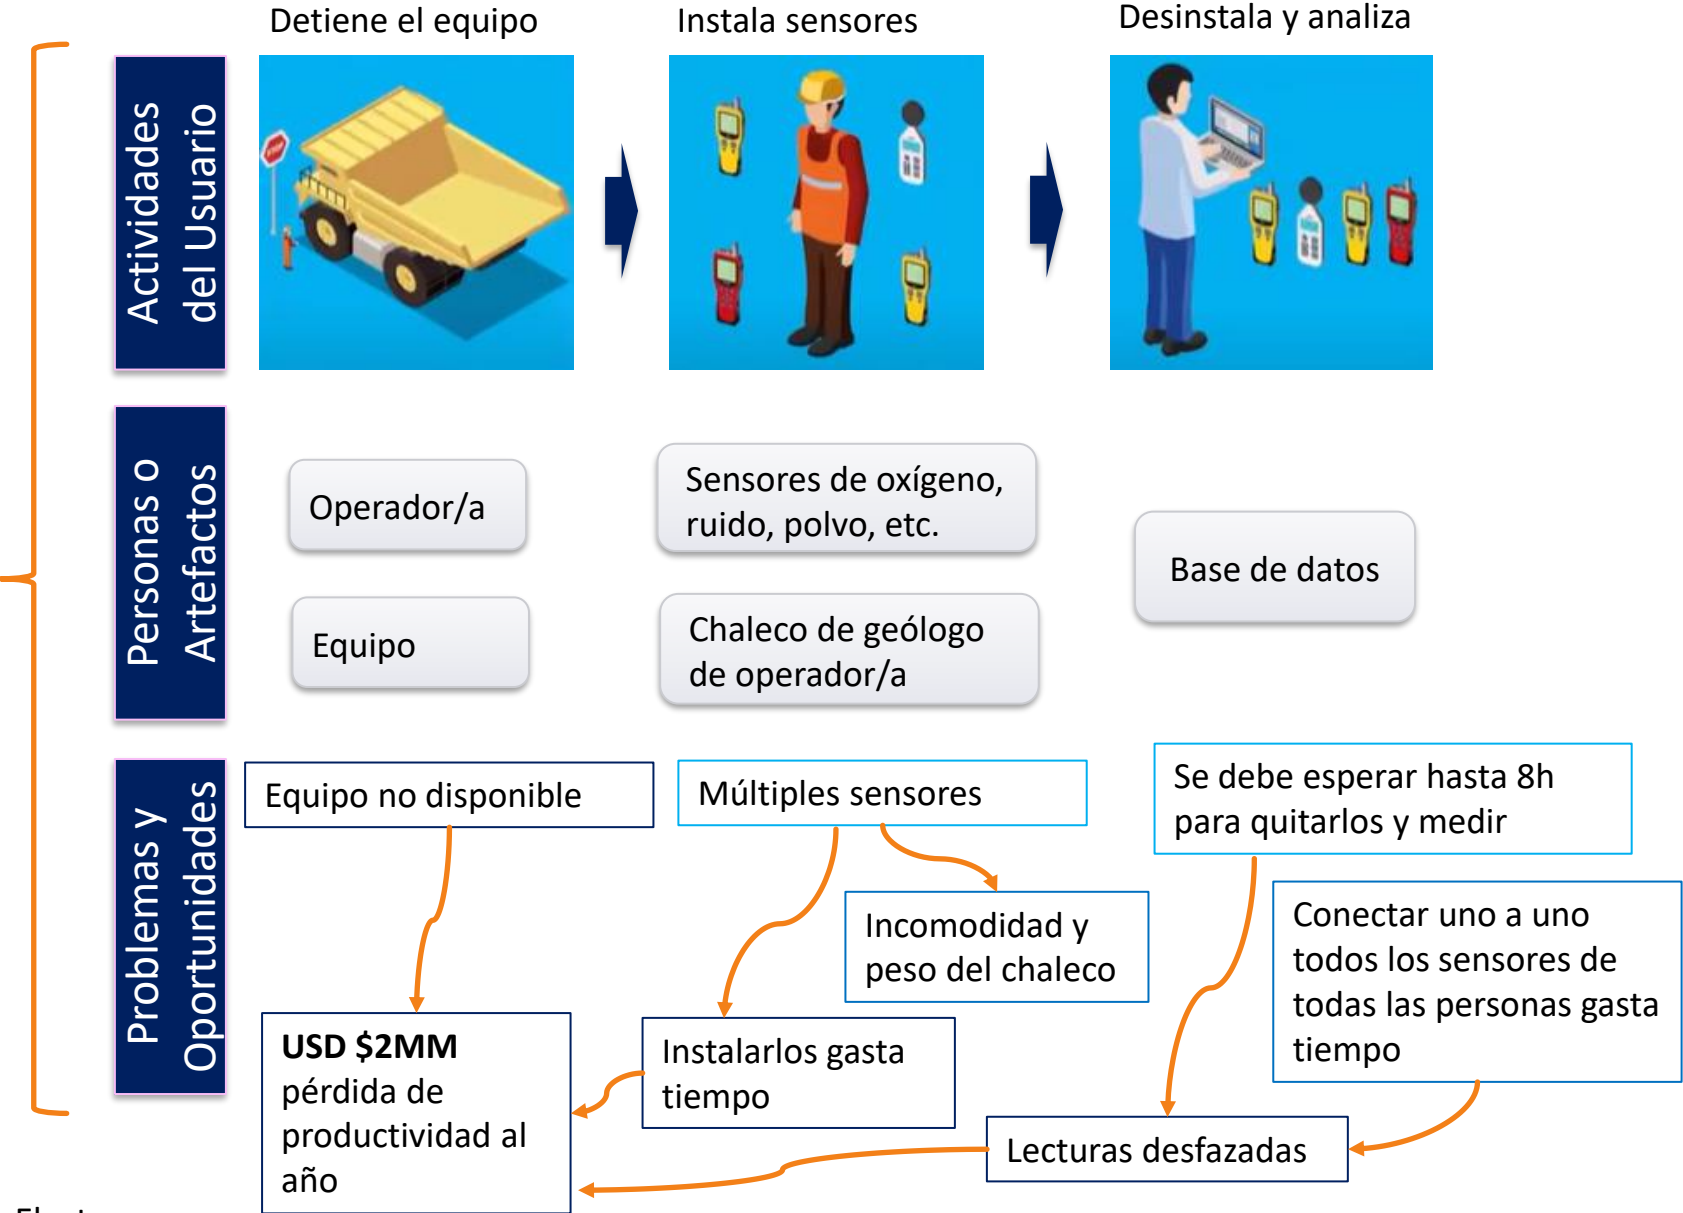 Detiene el equipo
Instala sensores
Desinstala y analiza
Actividades
del Usuario
STOP
Personas o
Artefactos
Operador/a
Equipo
Sensores de oxígeno,
ruido, polvo, etc.
Chaleco de geólogo
de operador/a
Base de datos
Problemas y
Oportunidades
Equipo no disponible
Múltiples sensores
Se debe esperar hasta 8h
para quitarlos y medir
Incomodidad y
peso del chaleco
Conectar uno a uno
todos los sensores de
todas las personas gasta
tiempo
USD $2MM
pérdida de
productividad al
año
Instalarlos gasta
tiempo
Lecturas desfazadas